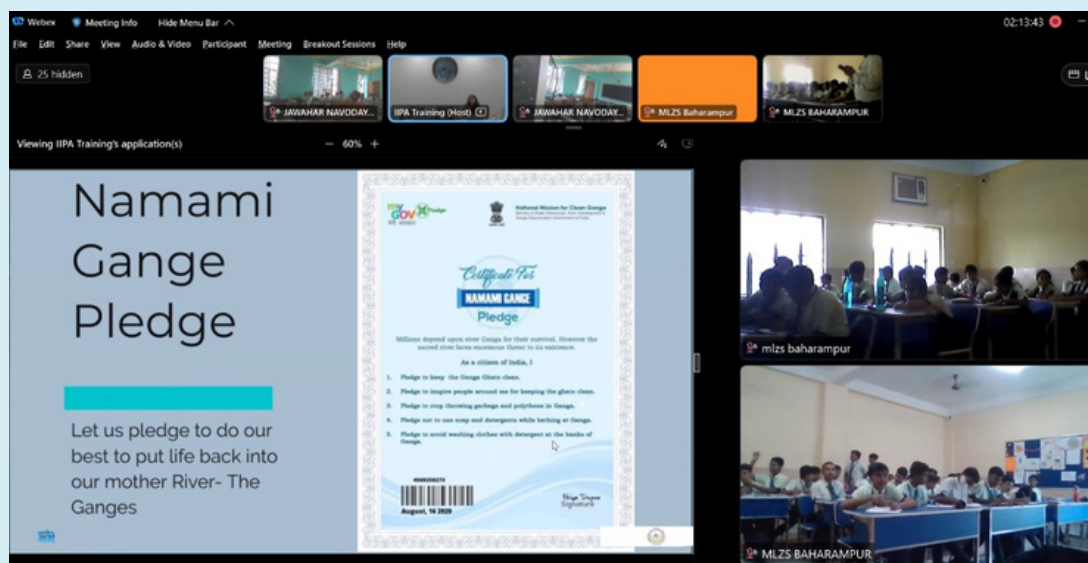 Webex
Meeting Info
Hide Menu Bar
02:13:43
File Edit Share View Audio & Video Participant Meeting Breakout Sessions Help
25 hidden
JAWAHAR NAVODAY...
IIPA Training (Host)
JAWAHAR NAVODAY...
MLZS Baharampur
MLZS BAHARAMPUR
Viewing IIPA Training's application(s)
60%
Namami
Gange
Pledge
Let us pledge to do our
best to put life back into
our mother River- The
Ganges
my
GOV
Pledge
National Mission for Clean Ganga
Certificate For
NAMAMI GANGE
Pledge
Millions depend upon river Ganga for their survival. However the
sacred river faces enormous threat to its existence.
As a citizen of India, I
1. Pledge to keep the Ganga Ghats clean.
2. Pledge to inspire people around me for keeping the ghats clean.
3. Pledge to stop throwing garbage and polythene in Ganga.
4. Pledge not to use soap and detergents while bathing at Ganga.
5. Pledge to avoid washing clothes with detergent at the banks of
Ganga.
August, 16 2020
Signature
mlzs baharampur
MLZS BAHARAMPUR